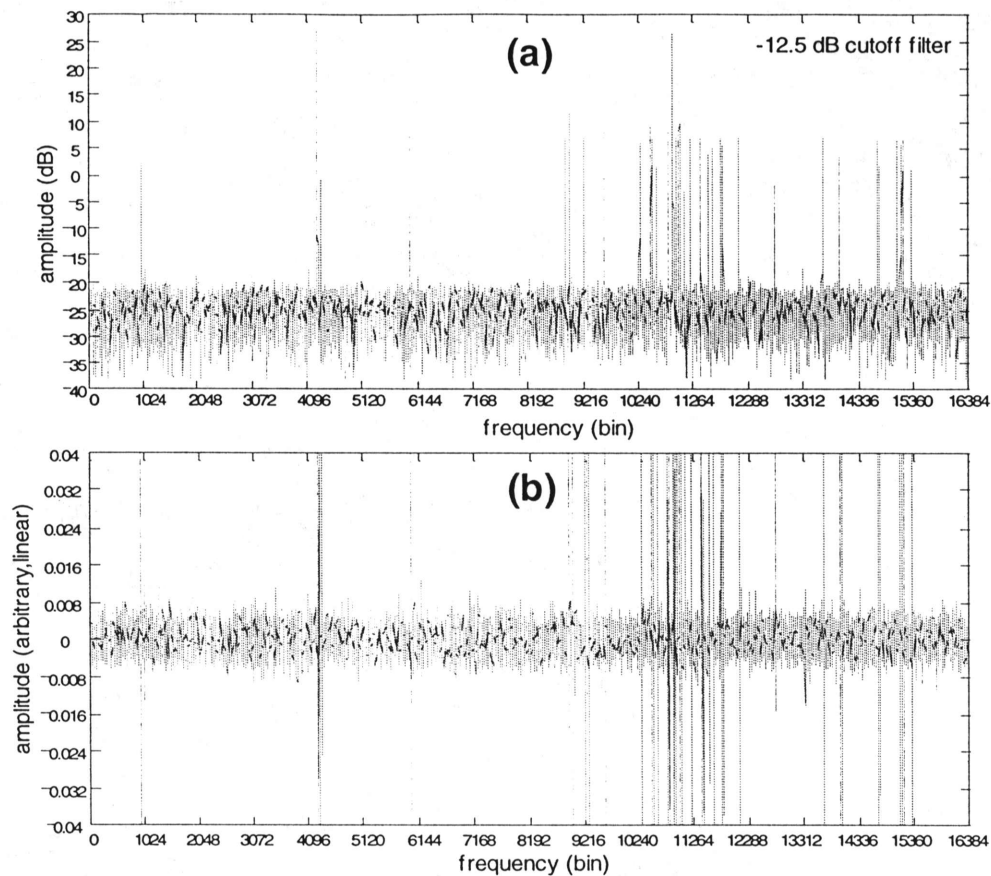 (a)
-12.5 dB cutoff filter
amplitude (dB)
30
25
20
15
10
5
0
-5
-10
-15
-20
-25
-30
-35
-40
0 1024 2048 3072 4096 5120 6144 7168 8192 9216 10240 11264 12288 13312 14336 15360 16384
frequency (bin)
(b)
amplitude (arbitrary,linear)
0.04
0.032
0.024
0.016
0.008
0
-0.008
-0.016
-0.024
-0.032
-0.04
0 1024 2048 3072 4096 5120 6144 7168 8192 9216 10240 11264 12288 13312 14336 15360 16384
frequency (bin)